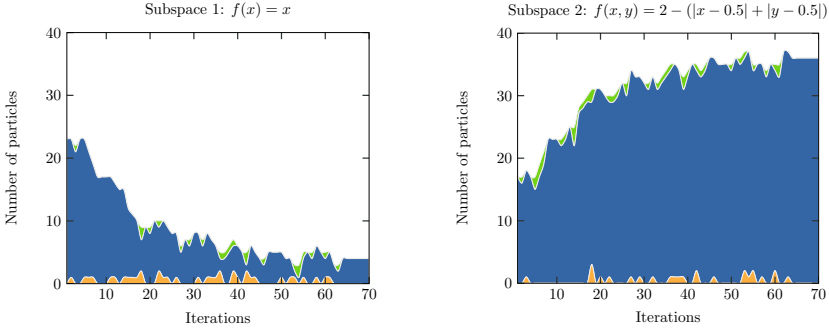 Subspace 1: f(x) = x
Number of particles
40
30
20
10
0
10 20 30 40 50 60 70
Iterations
Subspace 2: f(x, y) = 2 − (|x − 0.5| + |y − 0.5|)
Number of particles
40
30
20
10
0
10 20 30 40 50 60 70
Iterations